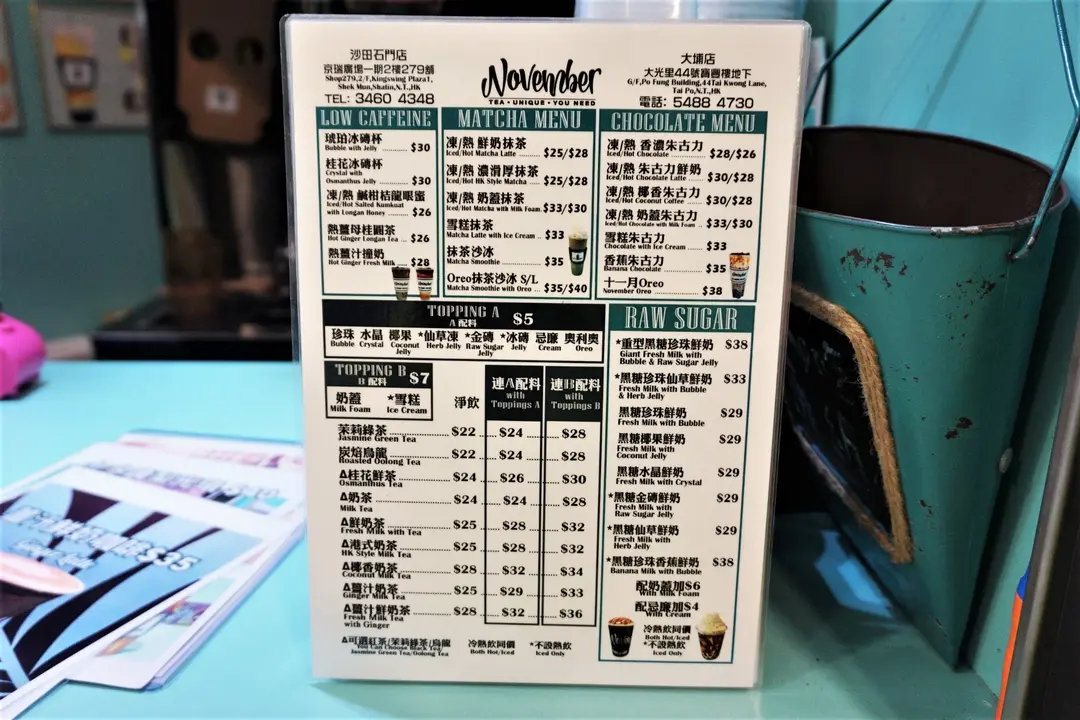 沙田石門店
京瑞廣場一期2樓279舖
Shop279,2/F,Kingswing Plaza1,
Shek Mun,Shatin,N.T.,HK
TEL: 3460 4348
November
TEA · UNIQUE · YOU NEED
大埔店
大光里44號寶豐樓地下
G/F,Po Fung Building,44Tai Kwong Lane,
Tai Po,N.T.,HK
電話: 5488 4730
LOW CAFFEINE
琥珀冰磚杯
Bubble with Jelly $30
桂花冰磚杯
Crystal with
Osmanthus Jelly $30
凍/熱 鹹柑桔龍眼蜜
Iced/Hot Salted Kumkuat
with Longan Honey $26
熱薑母桂圓茶
Hot Ginger Longan Tea $26
熱薑汁撞奶
Hot Ginger Fresh Milk $28
MATCHA MENU
凍/熱 鮮奶抹茶
Iced/Hot Matcha Latte $25/$28
凍/熱 濃滑厚抹茶
Iced/Hot HK Style Matcha $25/$28
凍/熱 奶蓋抹茶
Iced/Hot Matcha with Milk Foam $33/$30
雪糕抹茶
Matcha Latte with Ice Cream $33
抹茶沙冰
Matcha Smoothie $35
Oreo抹茶沙冰 S/L
Matcha Smoothie with Oreo $35/$40
CHOCOLATE MENU
凍/熱 香濃朱古力
Iced/Hot Chocolate $28/$26
凍/熱 朱古力鮮奶
Iced/Hot Chocolate Latte $30/$28
凍/熱 椰香朱古力
Iced/Hot Coconut Coffee $30/$28
凍/熱 奶蓋朱古力
Iced/Hot Chocolate with Milk Foam $33/$30
雪糕朱古力
Chocolate with Ice Cream $33
香蕉朱古力
Banana Chocolate $35
十一月Oreo
November Oreo $38
TOPPING A
A 配料 $5
珍珠 水晶 椰果 *仙草凍 *金磚 *冰磚 忌廉 奧利奧
Bubble Crystal Coconut Jelly Herb Jelly Raw Sugar Jelly Jelly Cream Oreo
TOPPING B
B 配料 $7
奶蓋 *雪糕
Milk Foam Ice Cream
淨飲 連A配料 連B配料
with Toppings A with Toppings B
茉莉綠茶 $22 $24 $28
Jasmine Green Tea
炭焙烏龍 $22 $24 $28
Roasted Oolong Tea
Δ桂花鮮茶 $24 $26 $30
Osmanthus Tea
Δ奶茶 $24 $24 $28
Milk Tea
Δ鮮奶茶 $25 $28 $32
Fresh Milk with Tea
Δ港式奶茶 $25 $28 $32
HK Style Milk Tea
Δ椰香奶茶 $28 $32 $34
Coconut Milk Tea
Δ薑汁奶茶 $25 $29 $33
Ginger Milk Tea
Δ薑汁鮮奶茶 $28 $32 $36
Fresh Milk Tea
with Ginger
Δ可選紅茶/茉莉綠茶/烏龍
You Can Choose Black Tea/
Jasmine Green Tea/Oolong Tea
冷熱飲同價
Both Hot/Iced
*不設熱飲
Iced Only
RAW SUGAR
*重型黑糖珍珠鮮奶 $38
Giant Fresh Milk with
Bubble & Raw Sugar Jelly
*黑糖珍珠仙草鮮奶 $33
Fresh Milk with Bubble
& Herb Jelly
黑糖珍珠鮮奶 $29
Fresh Milk with Bubble
黑糖椰果鮮奶 $29
Fresh Milk with
Coconut Jelly
黑糖水晶鮮奶 $29
Fresh Milk with Crystal
*黑糖金磚鮮奶 $29
Fresh Milk with
Raw Sugar Jelly
*黑糖仙草鮮奶 $29
Fresh Milk with
Herb Jelly
*黑糖珍珠香蕉鮮奶 $38
Banana Milk with Bubble
配奶蓋加$6
With Milk Foam
配忌廉加$4
With Cream
冷熱飲同價
Both Hot/Iced
*不設熱飲
Iced Only
$35